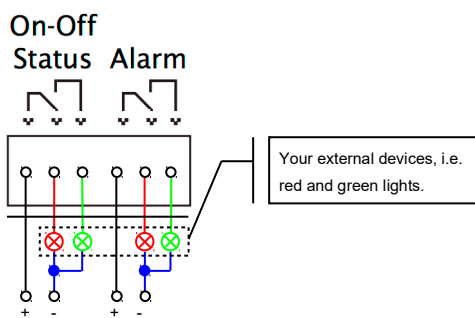 On-Off
Status Alarm
Your external devices, i.e.
red and green lights.
+ - + -